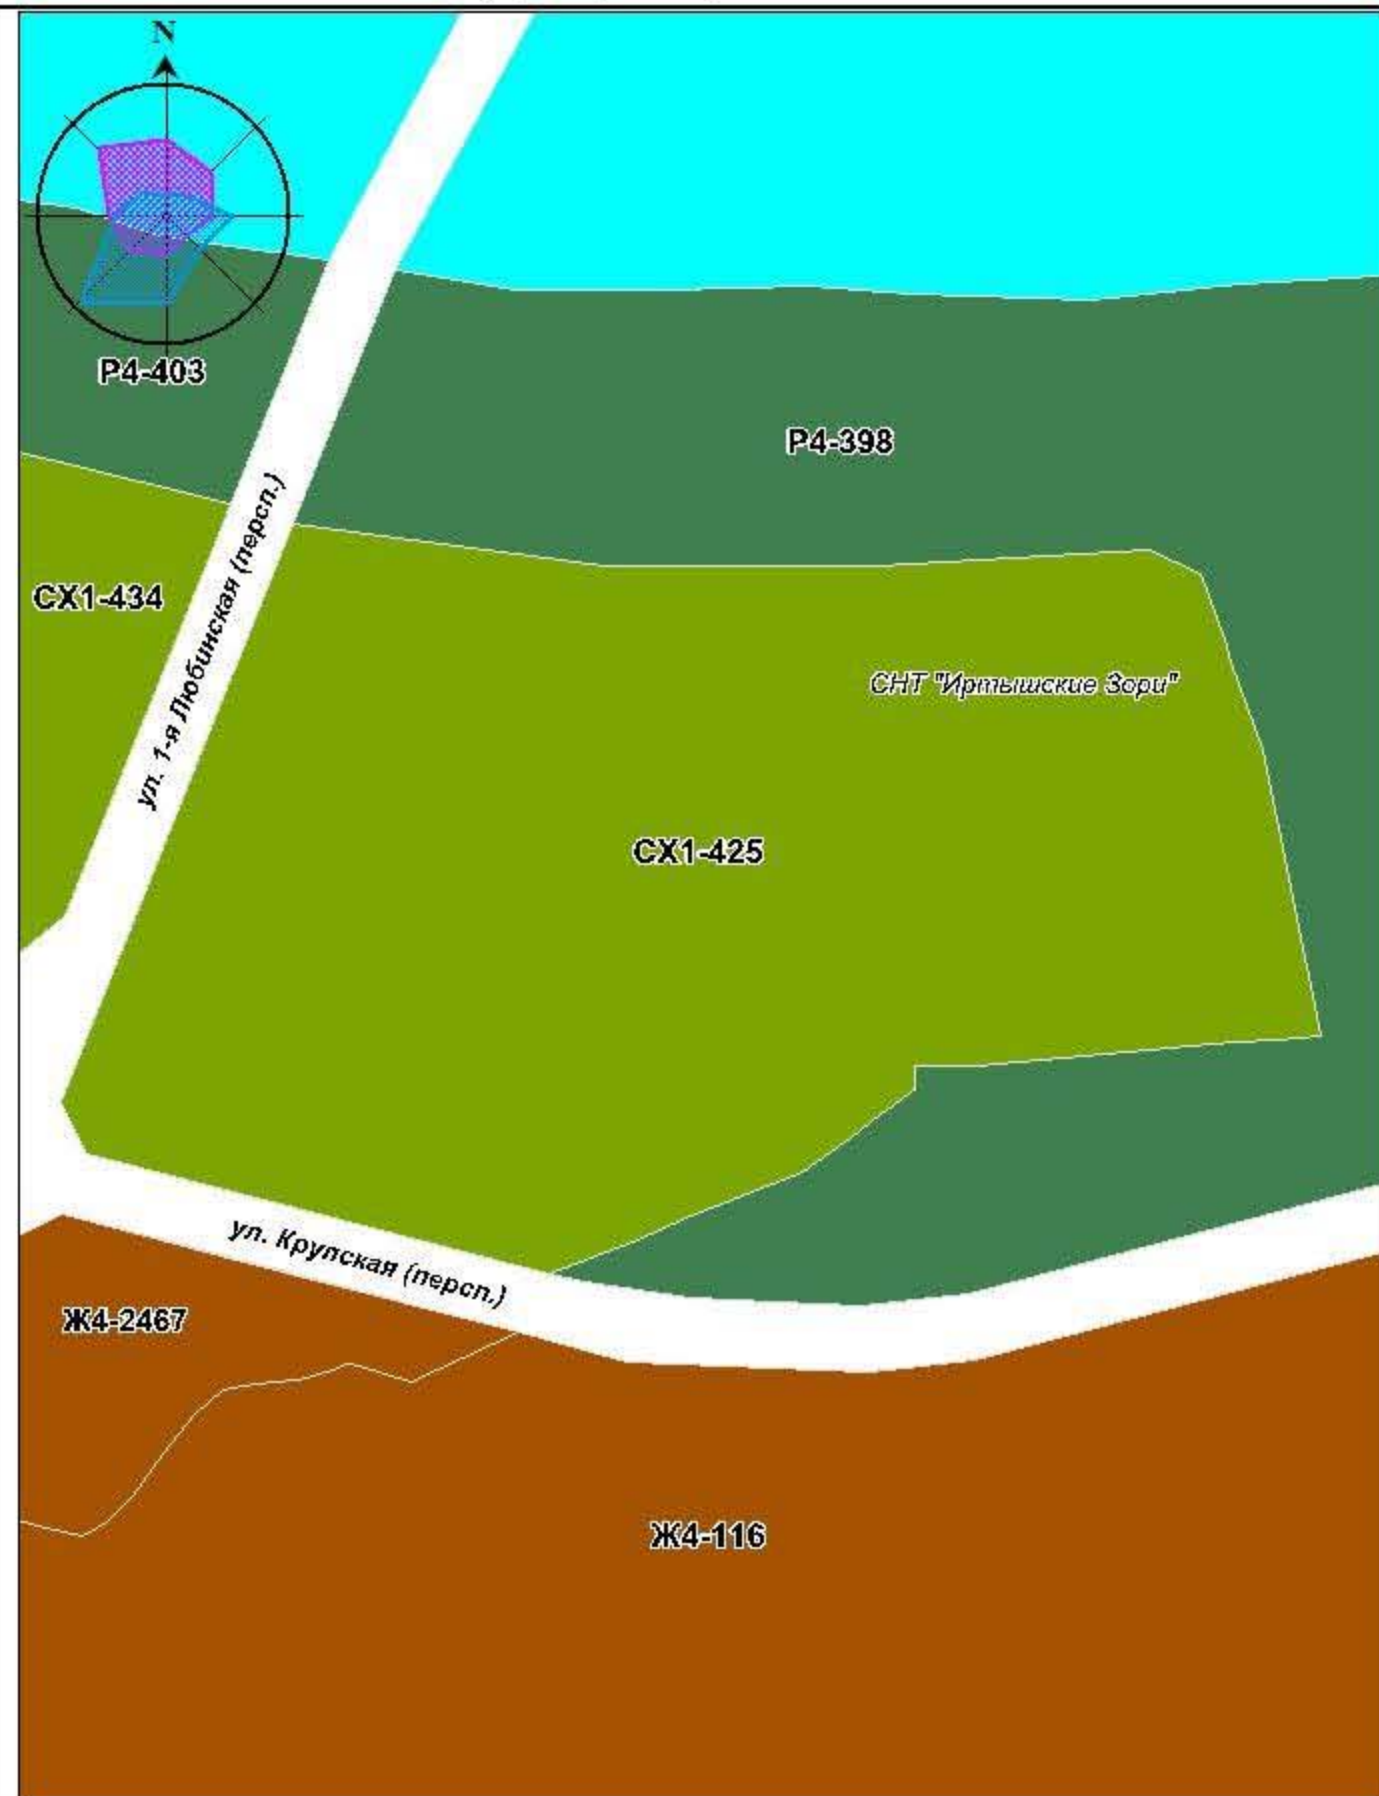 N
Р4-403
Р4-398
СХ1-434
ул. 1-я Любинская (персп.)
СНТ "Иртышские Зори"
СХ1-425
ул. Крупская (персп.)
Ж4-2467
Ж4-116